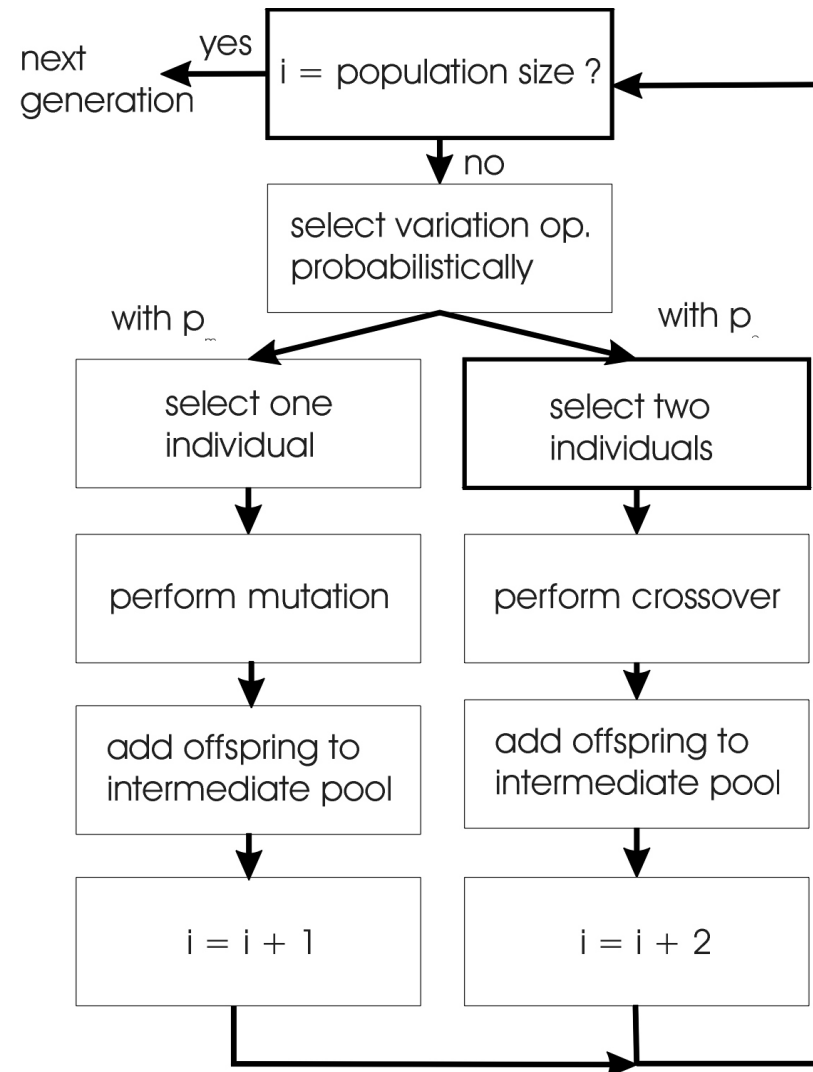 yes
next
generation
i = population size ?
no
select variation op.
probabilistically
with pₘ
with p
select one
individual
select two
individuals
perform mutation
perform crossover
add offspring to
intermediate pool
add offspring to
intermediate pool
i = i + 1
i = i + 2